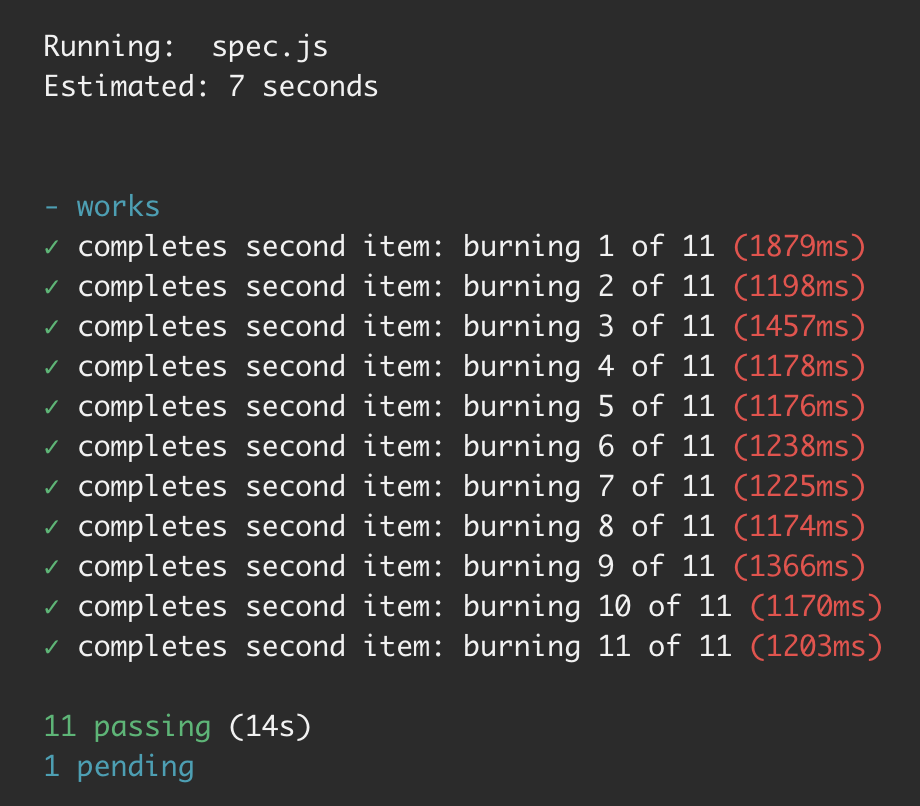 Running:  spec.js
Estimated: 7 seconds
- works
✓ completes second item: burning 1 of 11 (1879ms)
✓ completes second item: burning 2 of 11 (1198ms)
✓ completes second item: burning 3 of 11 (1457ms)
✓ completes second item: burning 4 of 11 (1178ms)
✓ completes second item: burning 5 of 11 (1176ms)
✓ completes second item: burning 6 of 11 (1238ms)
✓ completes second item: burning 7 of 11 (1225ms)
✓ completes second item: burning 8 of 11 (1174ms)
✓ completes second item: burning 9 of 11 (1366ms)
✓ completes second item: burning 10 of 11 (1170ms)
✓ completes second item: burning 11 of 11 (1203ms)
11 passing (14s)
1 pending